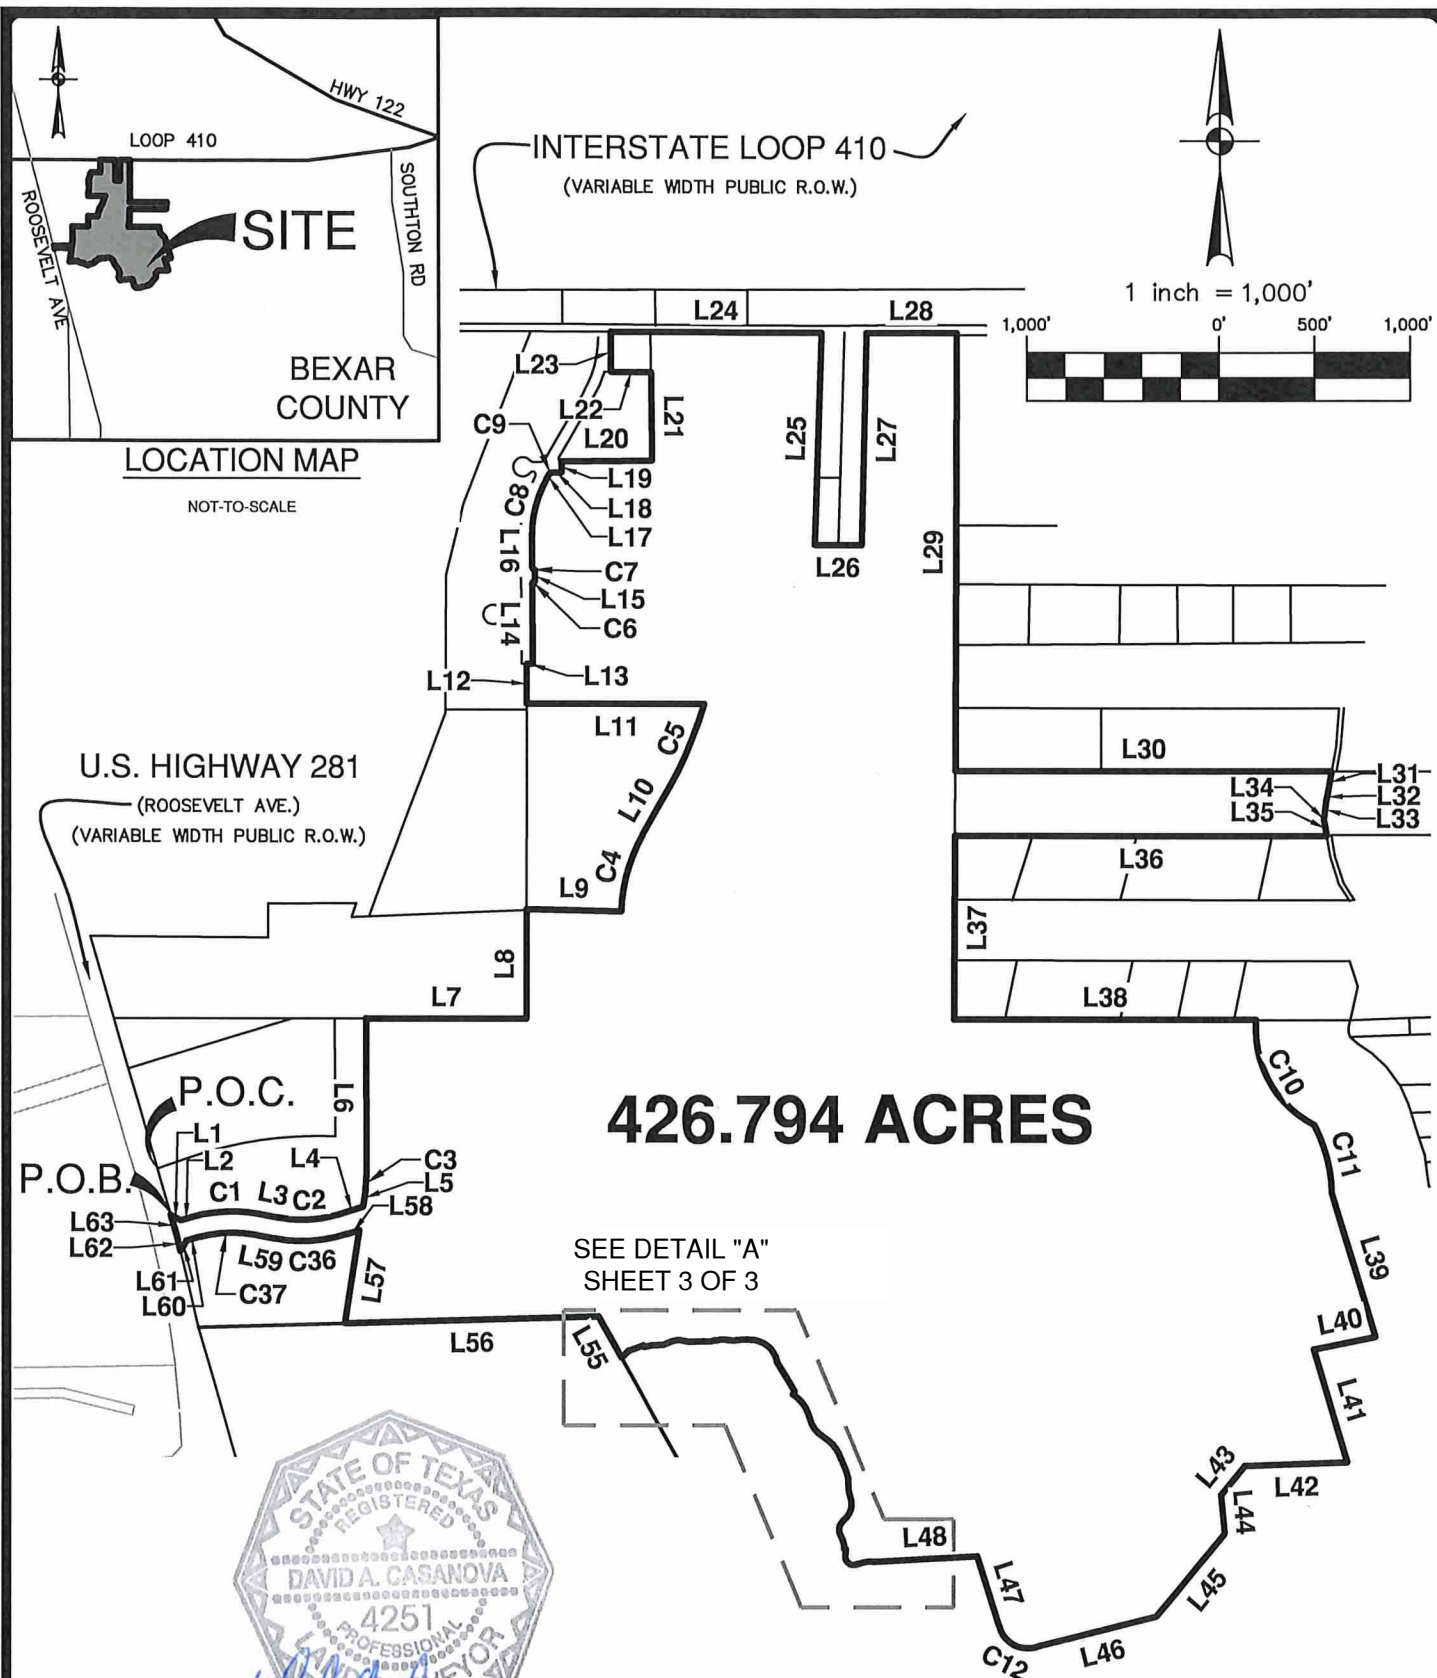 HWY 122
LOOP 410
SOUTHTON RD
ROOSEVELT AVE
SITE
BEXAR
COUNTY
LOCATION MAP
NOT-TO-SCALE
INTERSTATE LOOP 410
(VARIABLE WIDTH PUBLIC R.O.W.)
1 inch = 1,000'
1,000' 0' 500' 1,000'
L24
L28
L23
L22
L21
C9
L20
L25
L27
L19
C8
L18
L17
L16
L29
L26
C7
L15
L14
C6
L12
L13
L11
C5
L30
U.S. HIGHWAY 281
(ROOSEVELT AVE.)
(VARIABLE WIDTH PUBLIC R.O.W.)
L10
L31
L34
L32
L35
L33
C4
L9
L36
L37
L8
L7
L38
C10
P.O.C.
L6
426.794 ACRES
L1
L2
L4
C3
C11
P.O.B.
C1
L3
C2
L5
L58
L63
L62
L59
C36
L61
C37
L60
L57
L39
SEE DETAIL "A"
SHEET 3 OF 3
L56
L55
L40
L41
L43
L42
L44
L48
L47
L45
L46
C12
STATE OF TEXAS
REGISTERED
DAVID A. CASANOVA
4251
PROFESSIONAL
LAND SURVEYOR